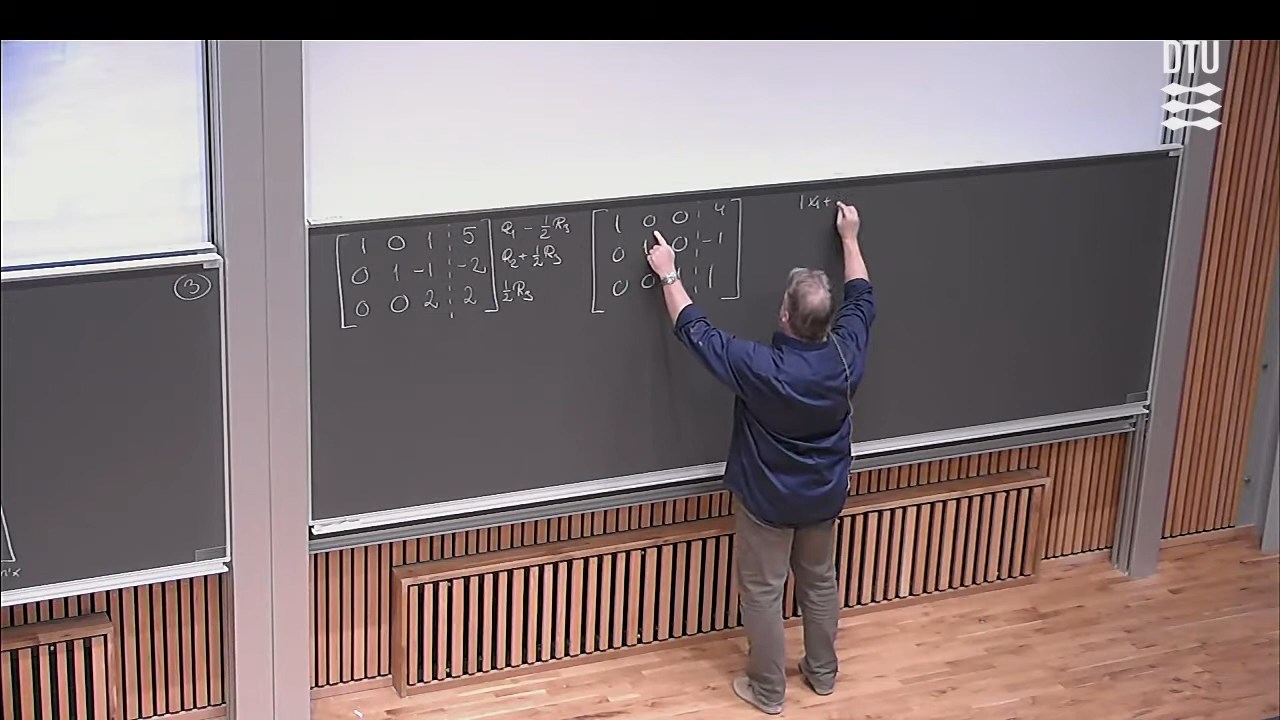 DTU
3
1 0 1 5 R₁ - ½R₃
0 1 -1 -2 R₂ + ½R₃
0 0 2 2 ½R₃
1 0 0 4
0 1 0 -1
0 0 1 1
1x₁ +